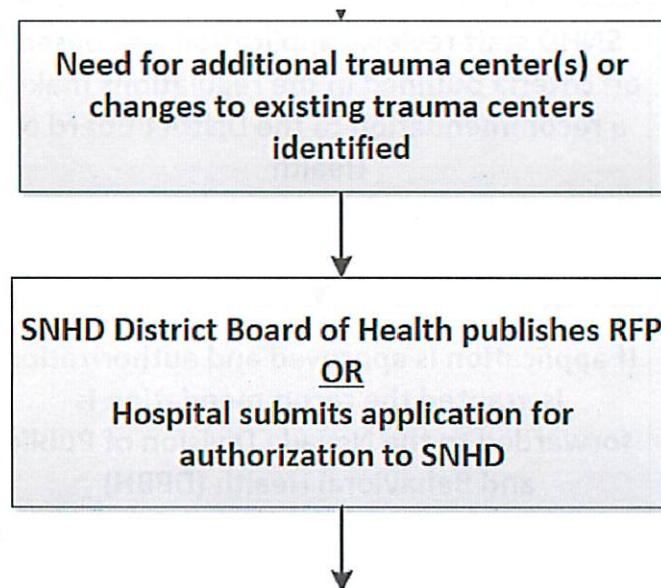 Need for additional trauma center(s) or
changes to existing trauma centers
identified
SNHD District Board of Health publishes RFP
OR
Hospital submits application for
authorization to SNHD